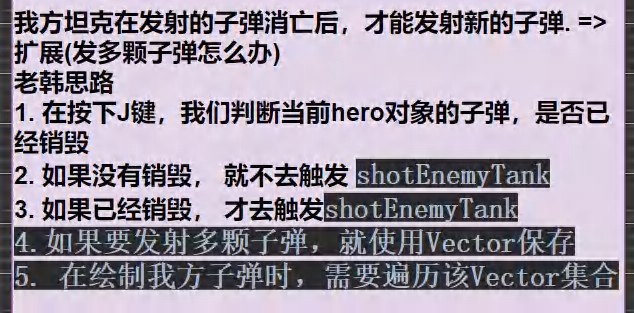 我方坦克在发射的子弹消亡后，才能发射新的子弹. =>
扩展(发多颗子弹怎么办)
老韩思路
1. 在按下J键，我们判断当前hero对象的子弹，是否已
经销毁
2. 如果没有销毁， 就不去触发 shotEnemyTank
3. 如果已经销毁， 才去触发shotEnemyTank
4.如果要发射多颗子弹，就使用Vector保存
5. 在绘制我方子弹时，需要遍历该Vector集合